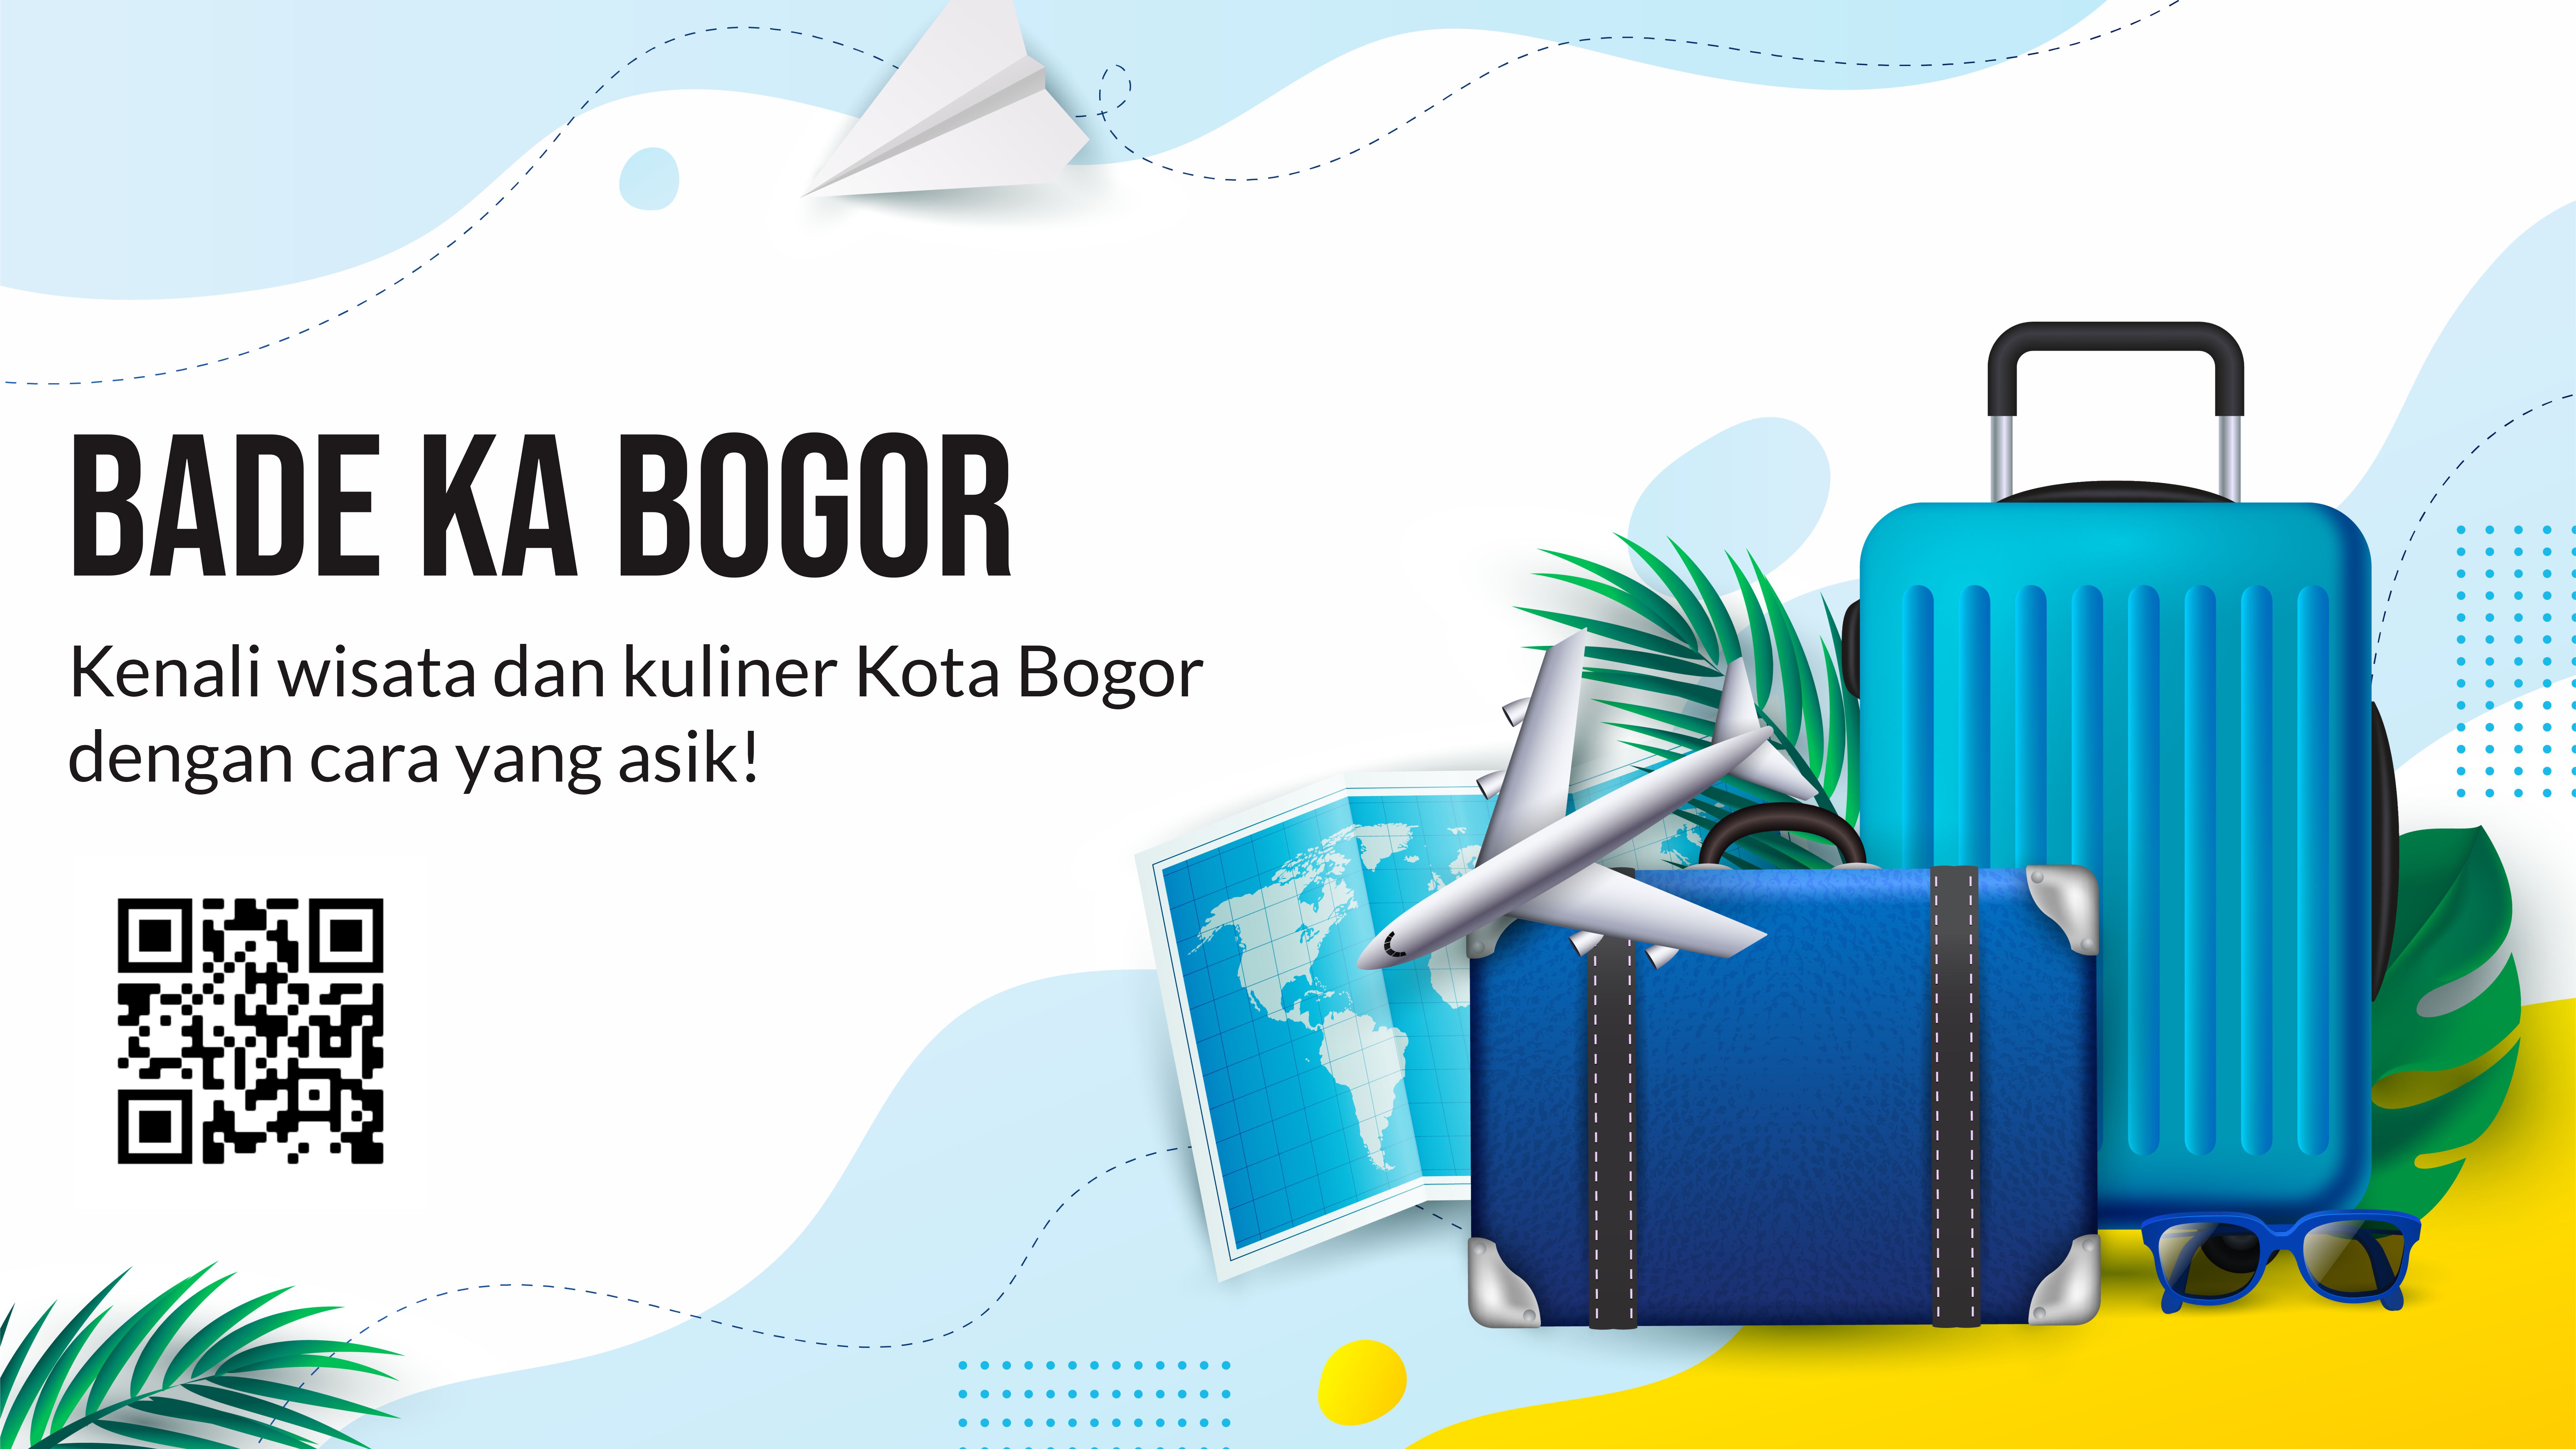 BADE KA BOGOR
Kenali wisata dan kuliner Kota Bogor
dengan cara yang asik!